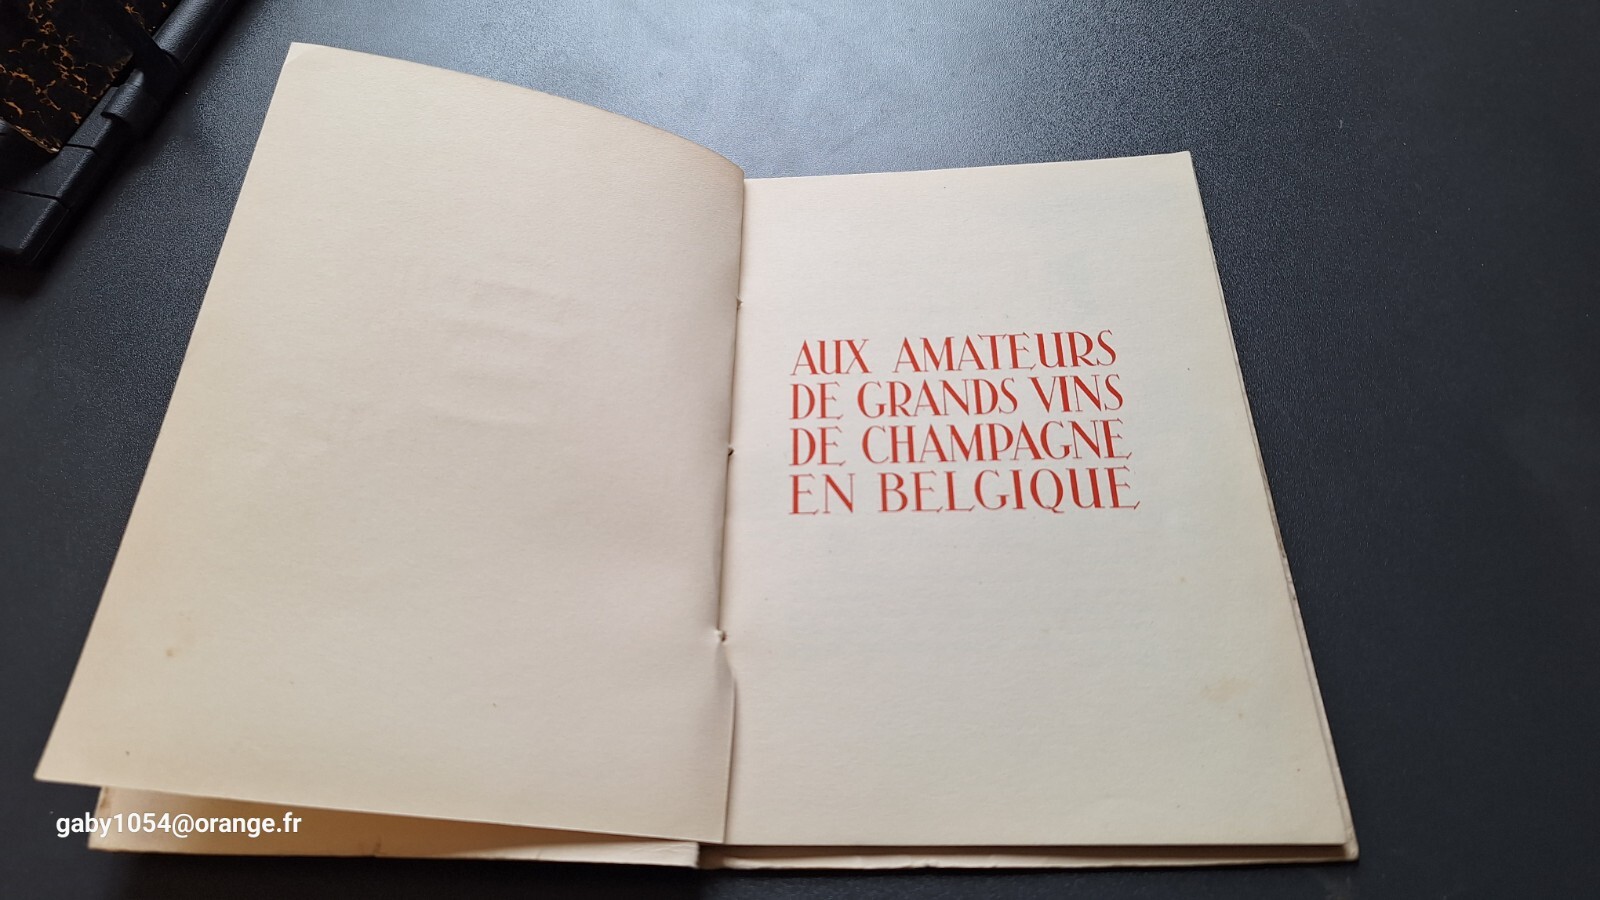 AUX AMATEURS
DE GRANDS VINS
DE CHAMPAGNE
EN BELGIQUE
gaby1054@orange.fr